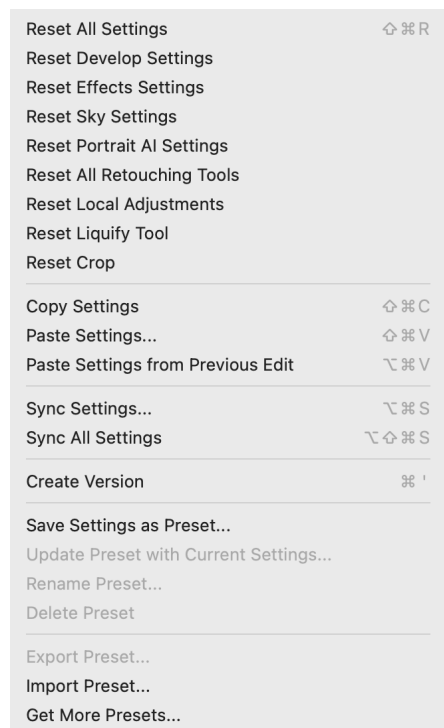 Reset All Settings ⇧⌘R
Reset Develop Settings
Reset Effects Settings
Reset Sky Settings
Reset Portrait AI Settings
Reset All Retouching Tools
Reset Local Adjustments
Reset Liquify Tool
Reset Crop
Copy Settings ⇧⌘C
Paste Settings... ⇧⌘V
Paste Settings from Previous Edit ⌥⌘V
Sync Settings... ⌥⌘S
Sync All Settings ⌥⇧⌘S
Create Version ⌘'
Save Settings as Preset...
Update Preset with Current Settings...
Rename Preset...
Delete Preset
Export Preset...
Import Preset...
Get More Presets...